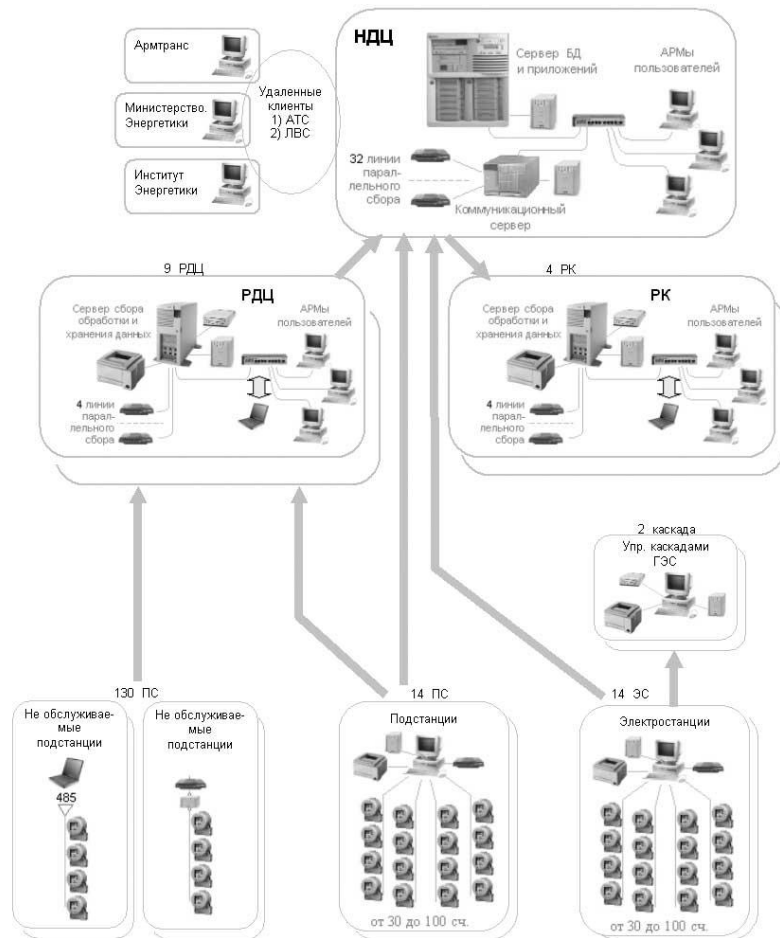 НДЦ
Армтранс
Министерство.
Энергетики
Институт
Энергетики
Удаленные
клиенты
1) АТС
2) ЛВС
Сервер БД
и приложений
АРМы
пользователей
32 линии
парал-
лельного
сбора
Коммуникационный
сервер
9 РДЦ
РДЦ
Сервер сбора
обработки и
хранения данных
АРМы
пользователей
4 линии
парал-
лельного
сбора
4 РК
РК
Сервер сбора
обработки и
хранения данных
АРМы
пользователей
4 линии
парал-
лельного
сбора
2 каскада
Упр. каскадами
ГЭС
130 ПС
Не обслуживае-
мые
подстанции
485
Не обслуживае-
мые
подстанции
14 ПС
Подстанции
от 30 до 100 сч.
14 ЭС
Электростанции
от 30 до 100 сч.